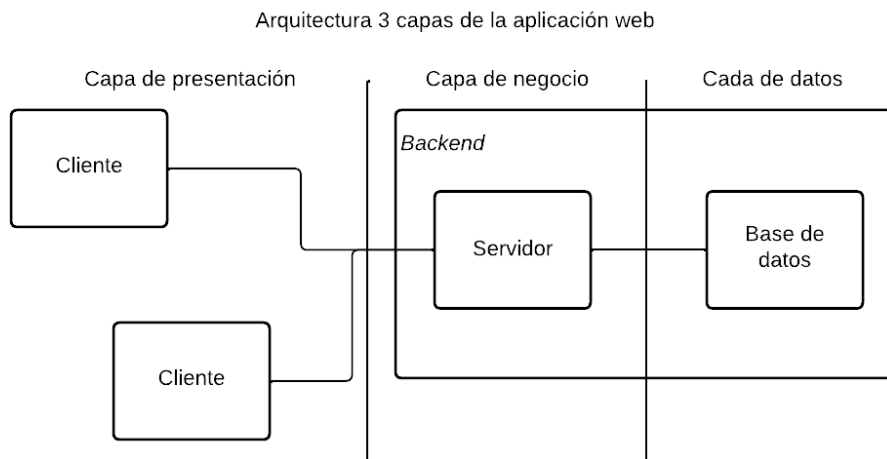 Arquitectura 3 capas de la aplicación web
Capa de presentación
Capa de negocio
Cada de datos
Cliente
Backend
Servidor
Base de
datos
Cliente